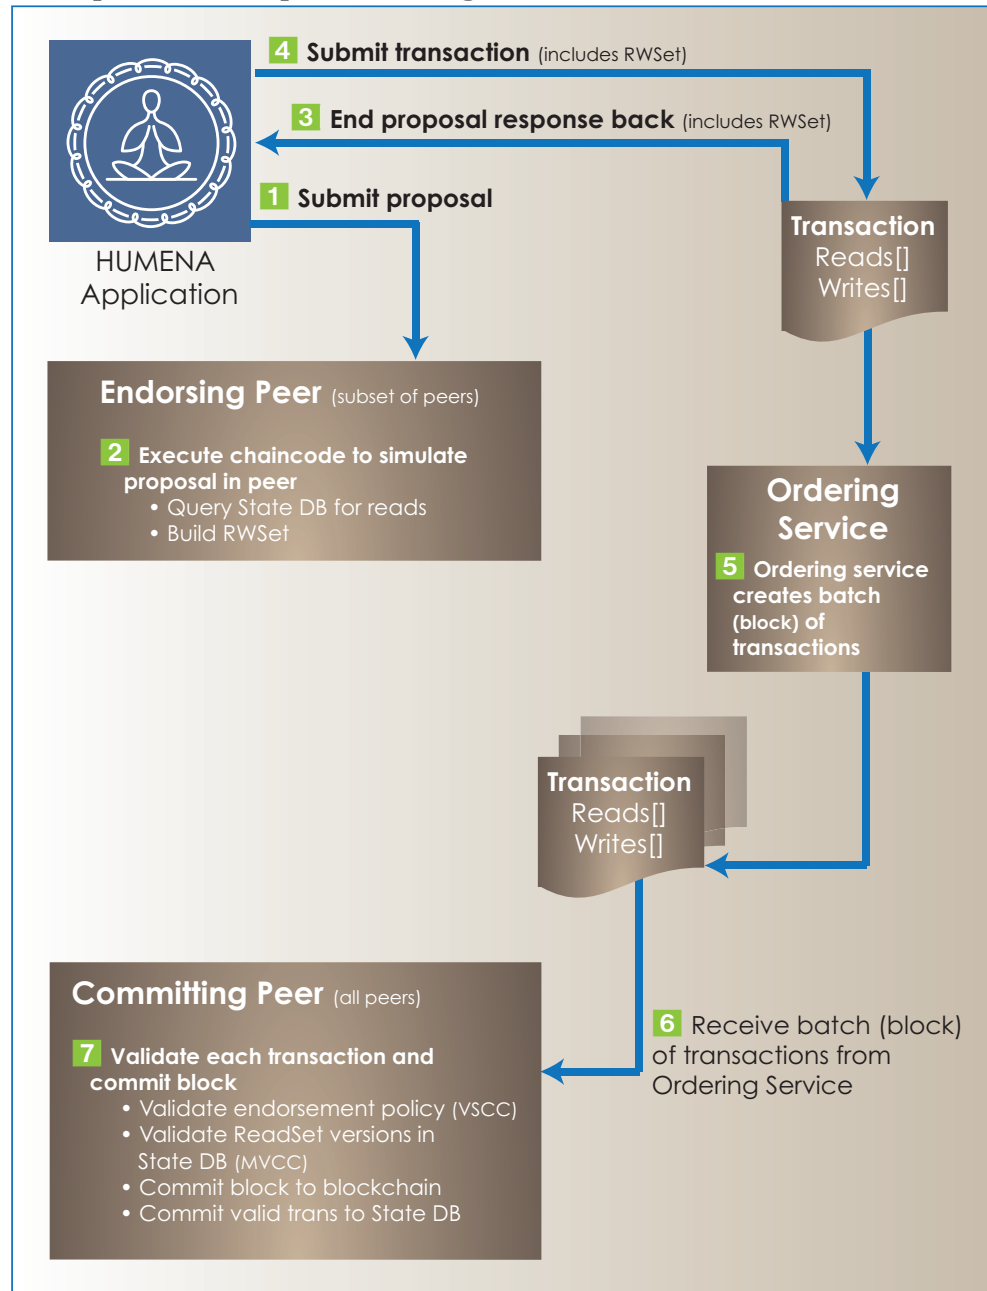 4 Submit transaction (includes RWSet)
3 End proposal response back (includes RWSet)
1 Submit proposal
HUMENA
Application
Transaction
Reads[]
Writes[]
Endorsing Peer (subset of peers)
2 Execute chaincode to simulate
proposal in peer
• Query State DB for reads
• Build RWSet
Ordering
Service
5 Ordering service
creates batch
(block) of
transactions
Transaction
Reads[]
Writes[]
6 Receive batch (block)
of transactions from
Ordering Service
Committing Peer (all peers)
7 Validate each transaction and
commit block
• Validate endorsement policy (VSCC)
• Validate ReadSet versions in
State DB (MVCC)
• Commit block to blockchain
• Commit valid trans to State DB